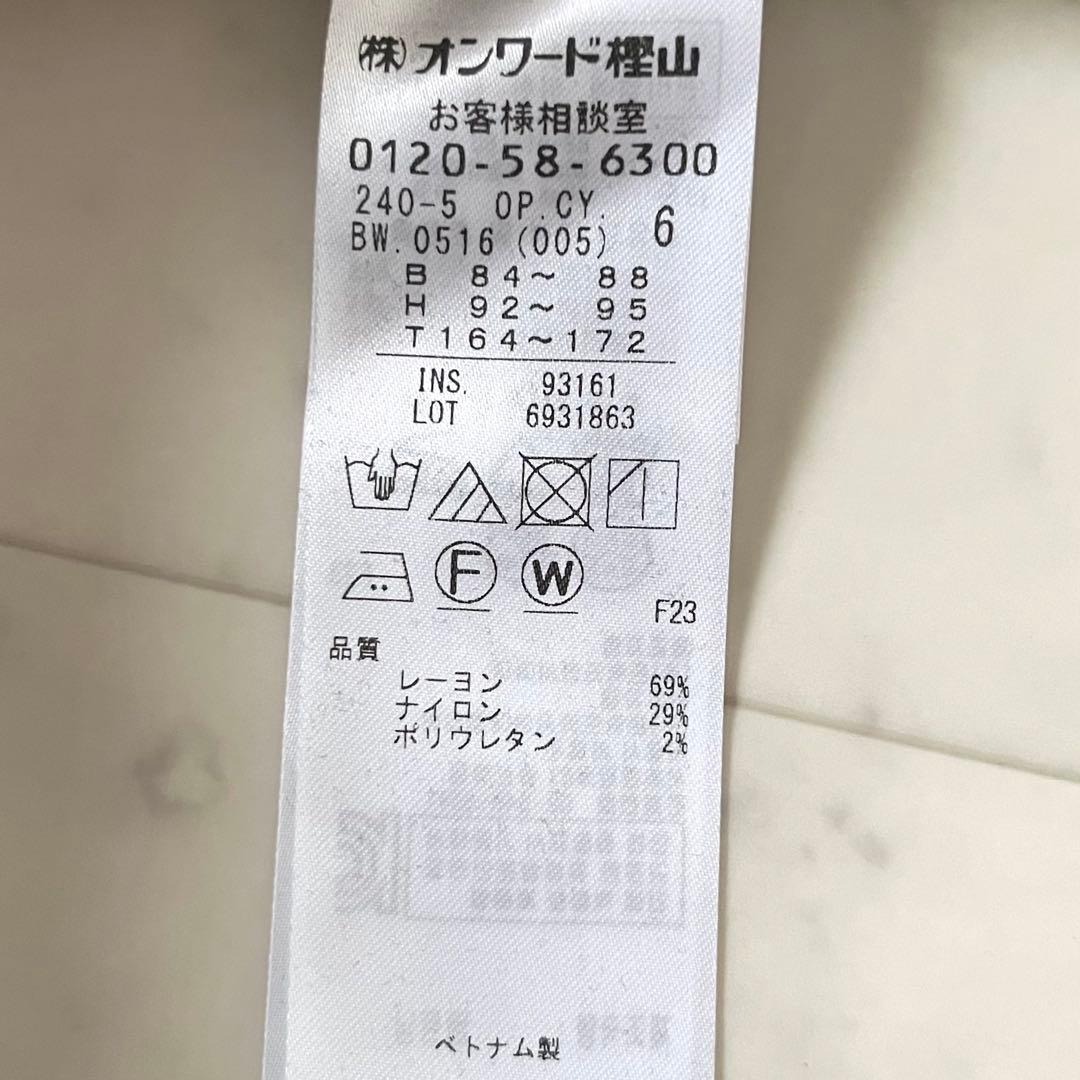 ㈱オンワード樫山
お客様相談室
0120-58-6300
240-5 OP.CY. 6
BW.0516 (005)
B 84～ 88
H 92～ 95
T164～172
INS. 93161
LOT 6931863
F W
F23
品質
レーヨン 69%
ナイロン 29%
ポリウレタン 2%
ベトナム製